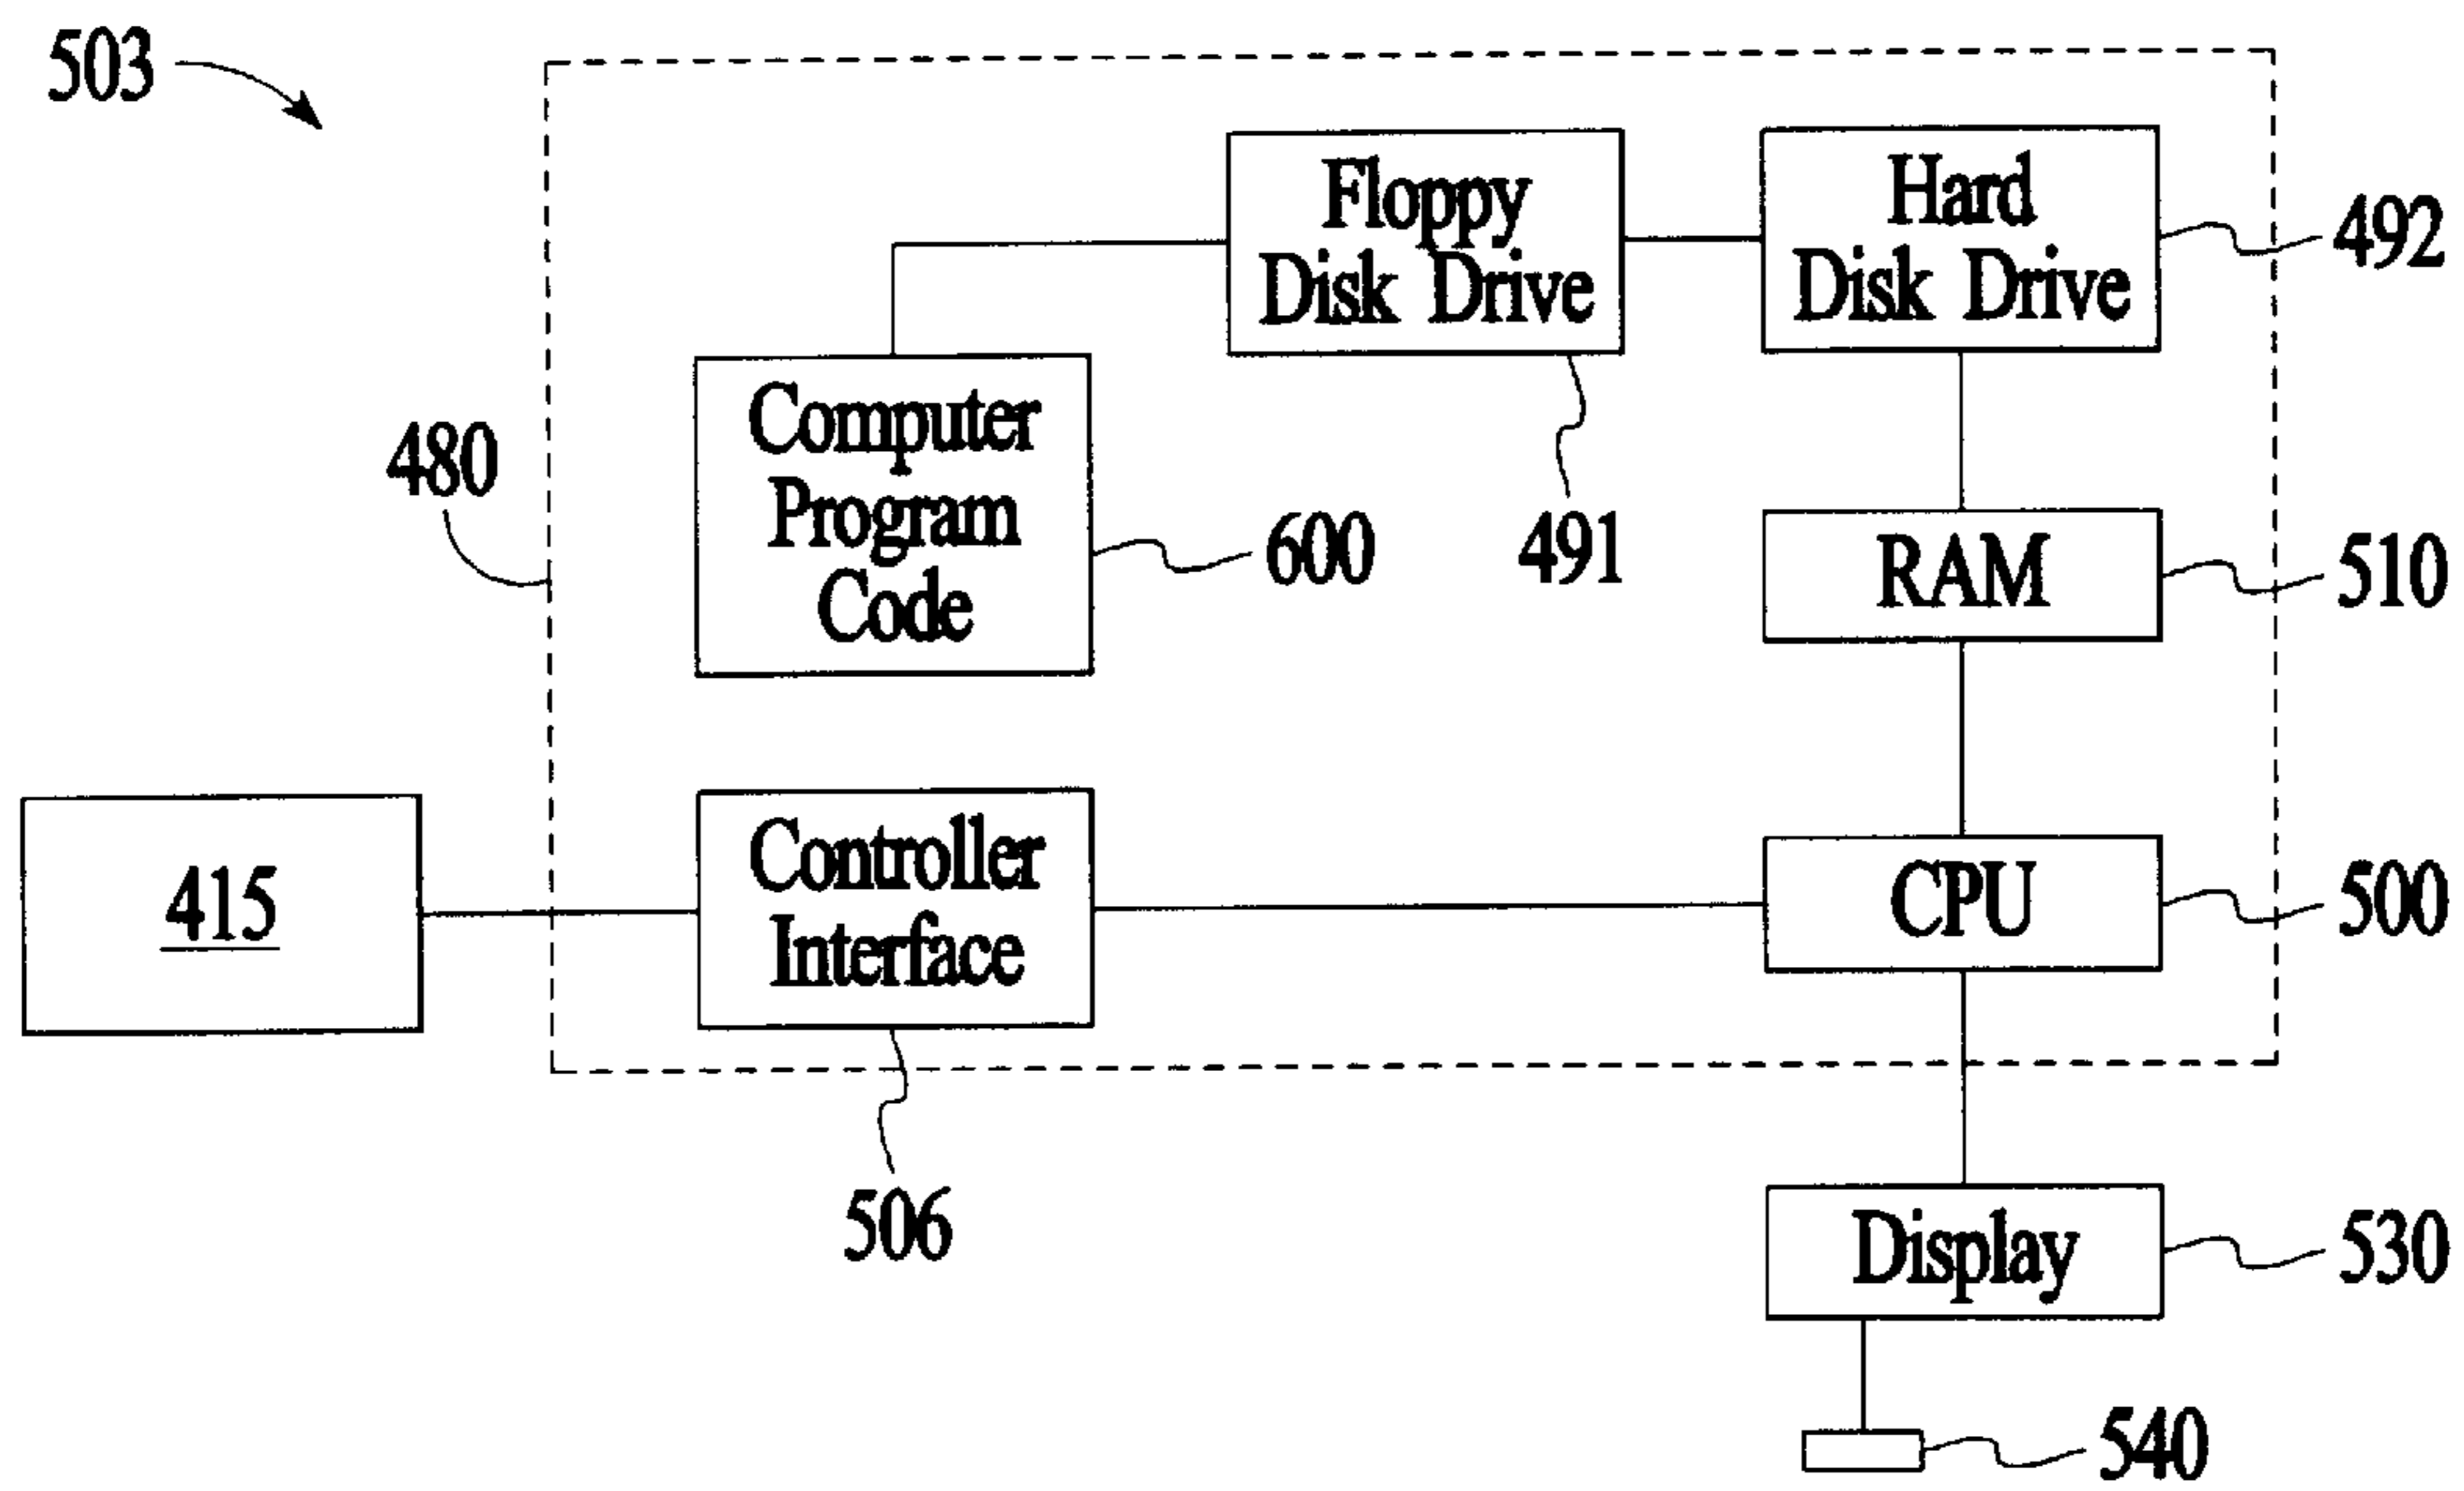 503
Floppy
Disk Drive
Hard
Disk Drive
492
Computer
Program
Code
480
600
491
RAM
510
415
Controller
Interface
CPU
500
506
Display
530
540